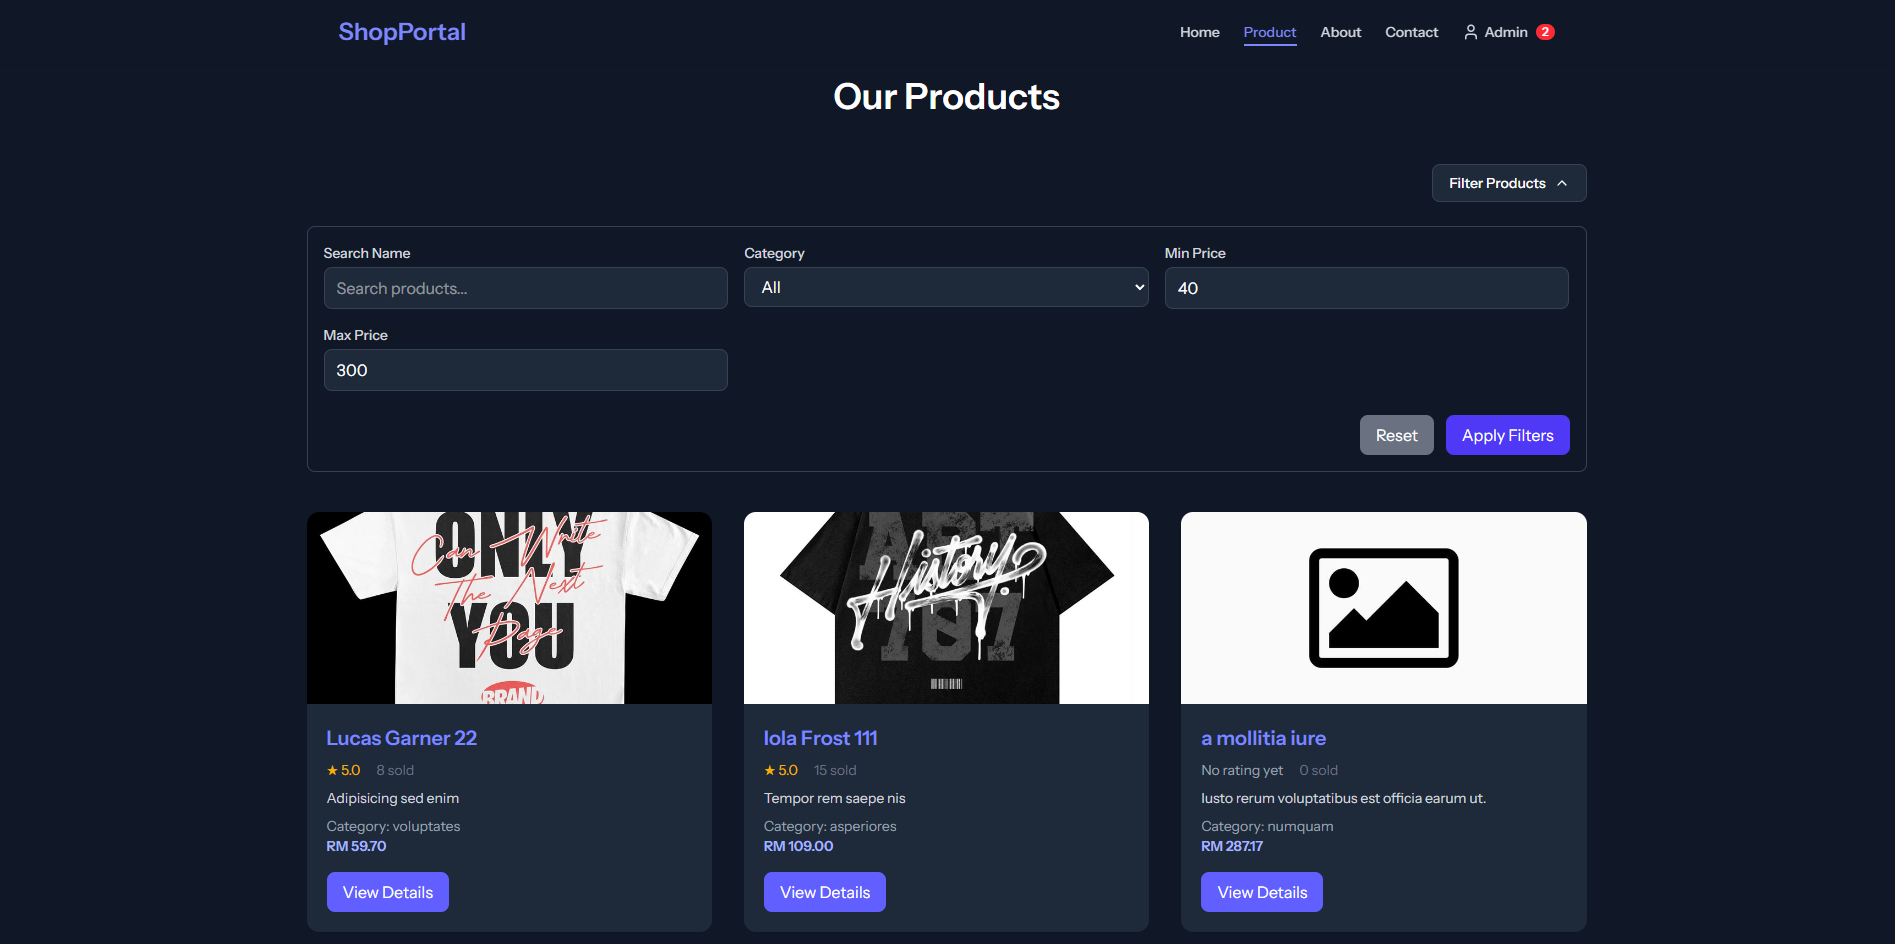 ShopPortal
Home Product About Contact Admin 2
Our Products
Filter Products
Search Name
Search products...
Category
All
Min Price
40
Max Price
300
Reset Apply Filters
ONLY
YOU
Can Write
The Next
Page
BRAND
ART
History.
707
Lucas Garner 22
★ 5.0 8 sold
Adipisicing sed enim
Category: voluptates
RM 59.70
View Details
Iola Frost 111
★ 5.0 15 sold
Tempor rem saepe nis
Category: asperiores
RM 109.00
View Details
a mollitia iure
No rating yet 0 sold
Iusto rerum voluptatibus est officia earum ut.
Category: numquam
RM 287.17
View Details